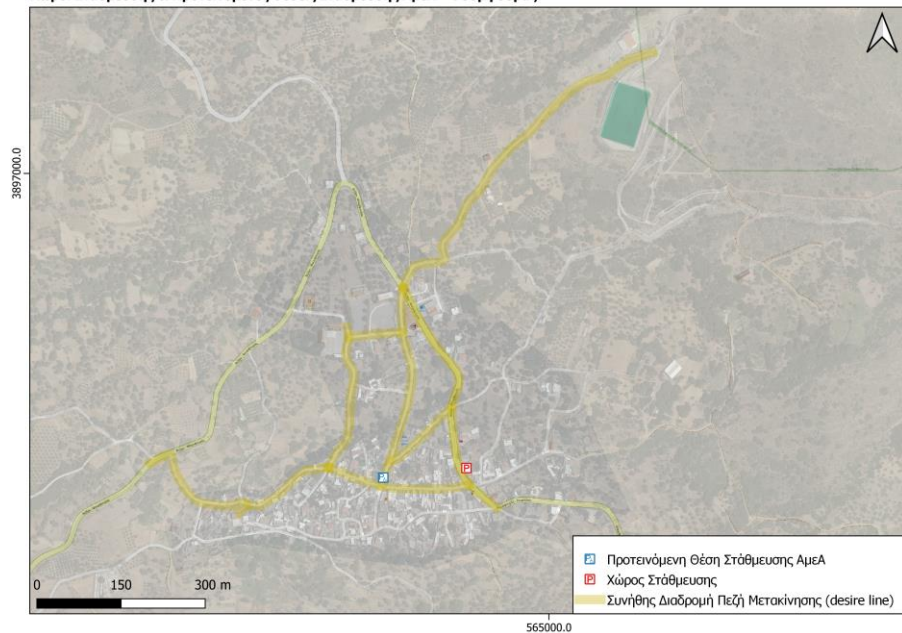 3897000.0
0 150 300 m
Προτεινόμενη Θέση Στάθμευσης ΑμεΑ
P
Χώρος Στάθμευσης
Συνήθης Διαδρομή Πεζή Μετακίνησης (desire line)
565000.0